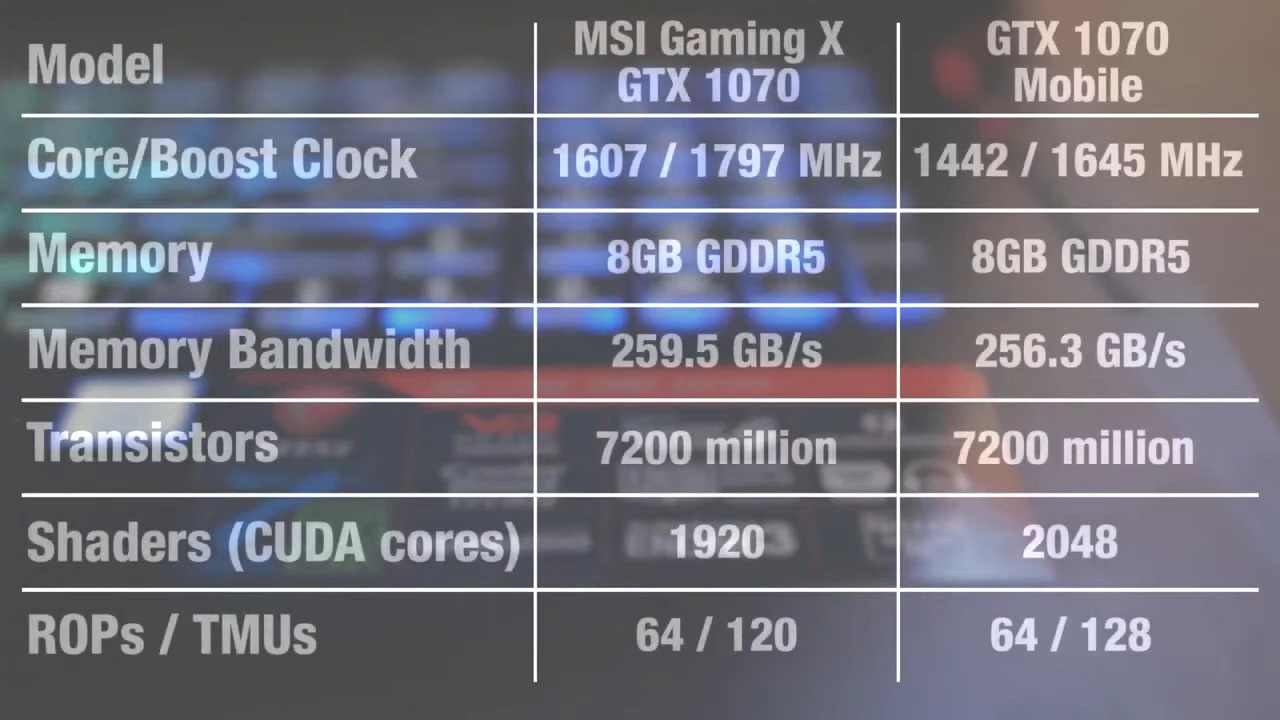 Model
MSI Gaming X
GTX 1070
GTX 1070
Mobile
Core/Boost Clock
1607 / 1797 MHz
1442 / 1645 MHz
Memory
8GB GDDR5
8GB GDDR5
Memory Bandwidth
259.5 GB/s
256.3 GB/s
Transistors
7200 million
7200 million
Shaders (CUDA cores)
1920
2048
ROPs / TMUs
64 / 120
64 / 128